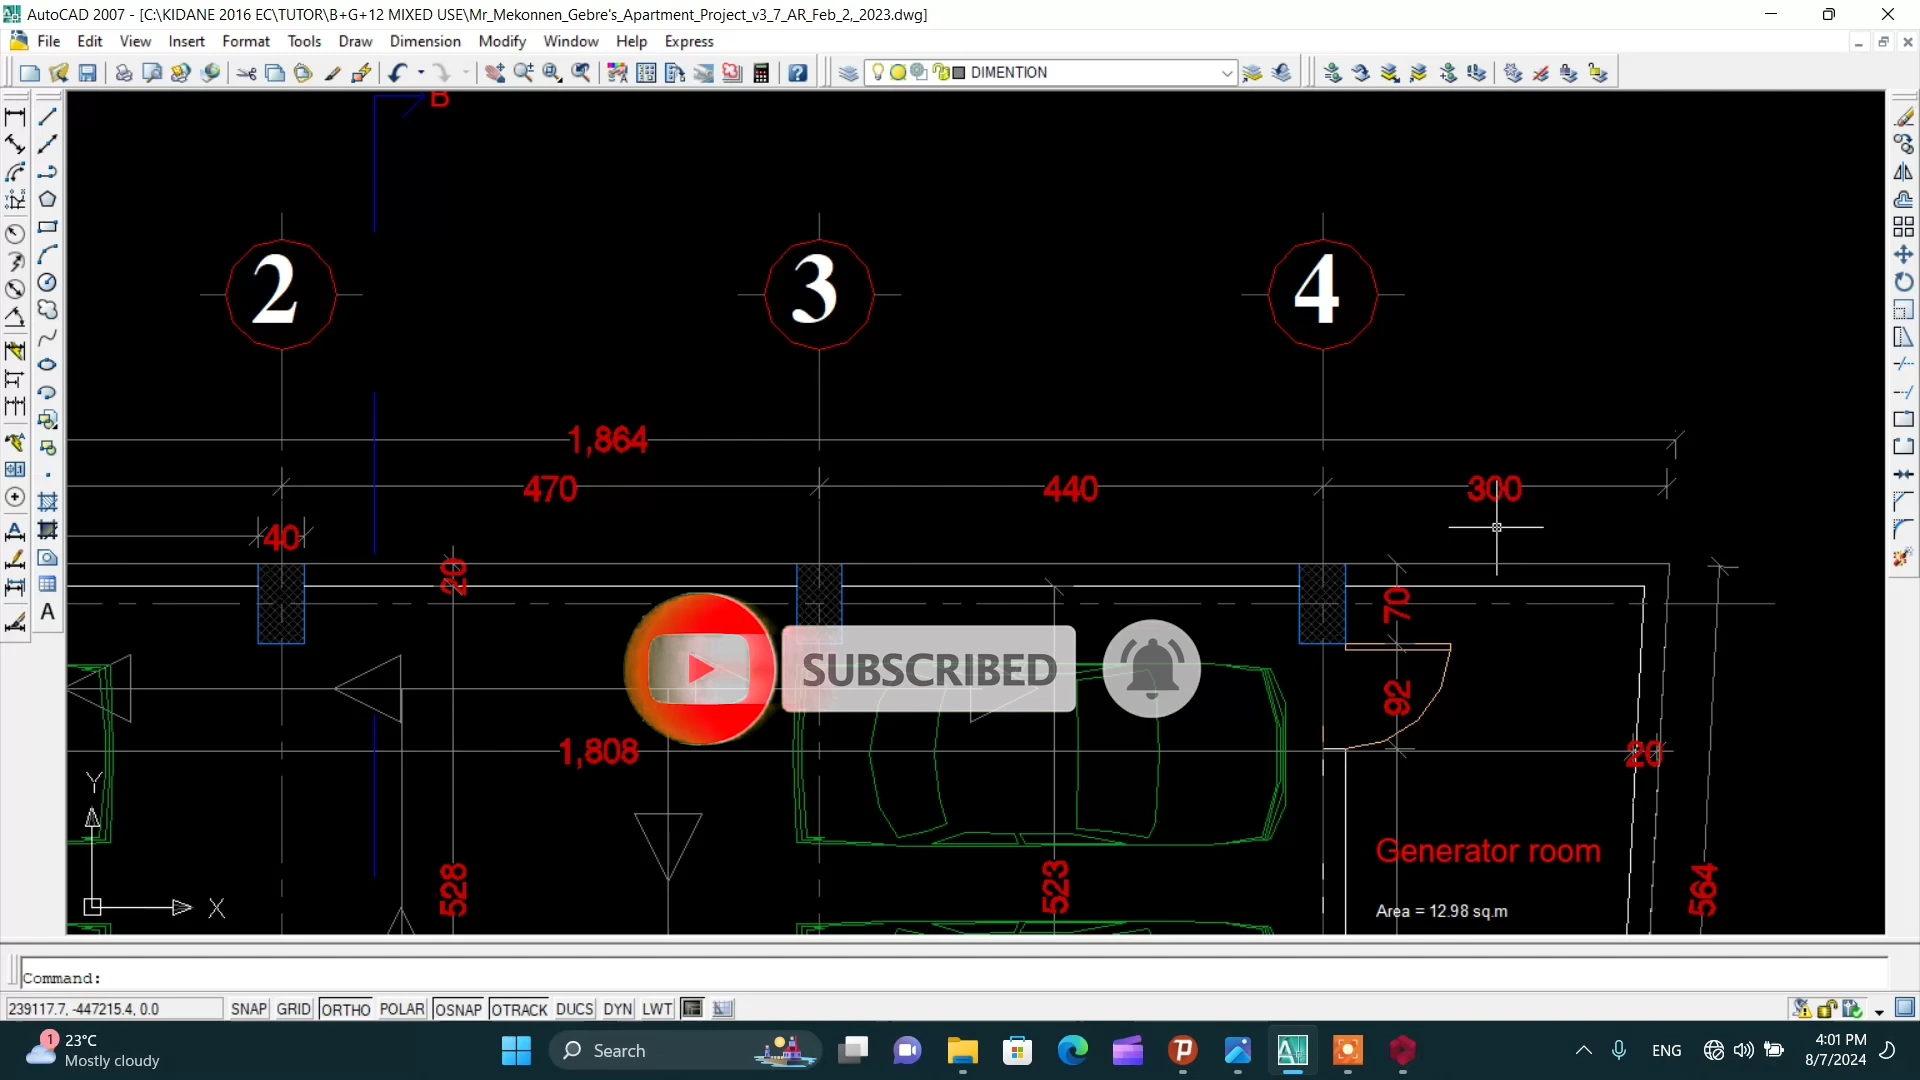 AutoCAD 2007 - [C:\KIDANE 2016 EC\TUTOR\B+G+12 MIXED USE\Mr_Mekonnen_Gebre's_Apartment_Project_v3_7_AR_Feb_2,_2023.dwg]
File Edit View Insert Format Tools Draw Dimension Modify Window Help Express
DIMENTION
B
2 3 4
1,864
470 440 300
40
20
70
SUBSCRIBED
92
1,808 20
Y
Generator room
528 523 564
X
Area = 12.98 sq.m
A
Command:
239117.7, -447215.4, 0.0 SNAP GRID ORTHO POLAR OSNAP OTRACK DUCS DYN LWT
1 23°C
Mostly cloudy
Search
ENG
4:01 PM
8/7/2024